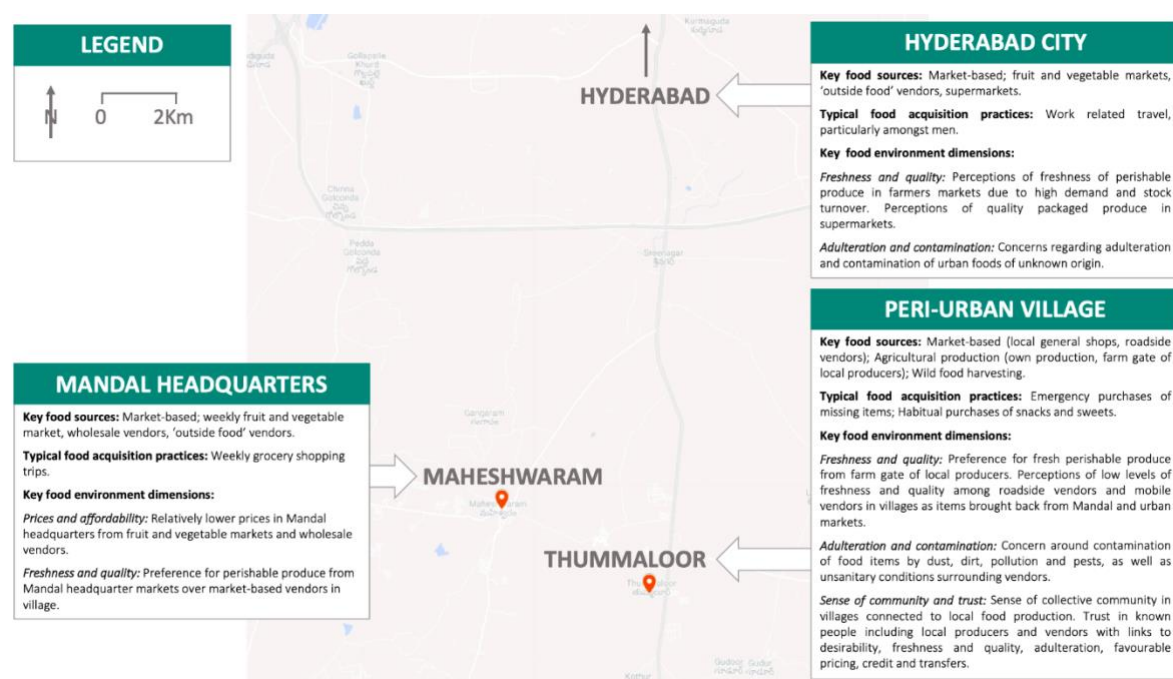 LEGEND
N
0 2Km
HYDERABAD
HYDERABAD CITY
Key food sources: Market-based; fruit and vegetable markets,
‘outside food’ vendors, supermarkets.
Typical food acquisition practices: Work related travel,
particularly amongst men.
Key food environment dimensions:
Freshness and quality: Perceptions of freshness of perishable
produce in farmers markets due to high demand and stock
turnover. Perceptions of quality packaged produce in
supermarkets.
Adulteration and contamination: Concerns regarding adulteration
and contamination of urban foods of unknown origin.
PERI-URBAN VILLAGE
Key food sources: Market-based (local general shops, roadside
vendors); Agricultural production (own production, farm gate of
local producers); Wild food harvesting.
Typical food acquisition practices: Emergency purchases of
missing items; Habitual purchases of snacks and sweets.
Key food environment dimensions:
Freshness and quality: Preference for fresh perishable produce
from farm gate of local producers. Perceptions of low levels of
freshness and quality among roadside vendors and mobile
vendors in villages as items brought back from Mandal and urban
markets.
Adulteration and contamination: Concern around contamination
of food items by dust, dirt, pollution and pests, as well as
unsanitary conditions surrounding vendors.
Sense of community and trust: Sense of collective community in
villages connected to local food production. Trust in known
people including local producers and vendors with links to
desirability, freshness and quality, adulteration, favourable
pricing, credit and transfers.
MANDAL HEADQUARTERS
Key food sources: Market-based; weekly fruit and vegetable
market, wholesale vendors, ‘outside food’ vendors.
Typical food acquisition practices: Weekly grocery shopping
trips.
Key food environment dimensions:
Prices and affordability: Relatively lower prices in Mandal
headquarters from fruit and vegetable markets and wholesale
vendors.
Freshness and quality: Preference for perishable produce from
Mandal headquarter markets over market-based vendors in
village.
MAHESHWARAM
THUMMALOOR
Gollapalle
Khurd
Chinna
Golconda
Pedda
Golconda
Srinagar
Gangaram
Kothur